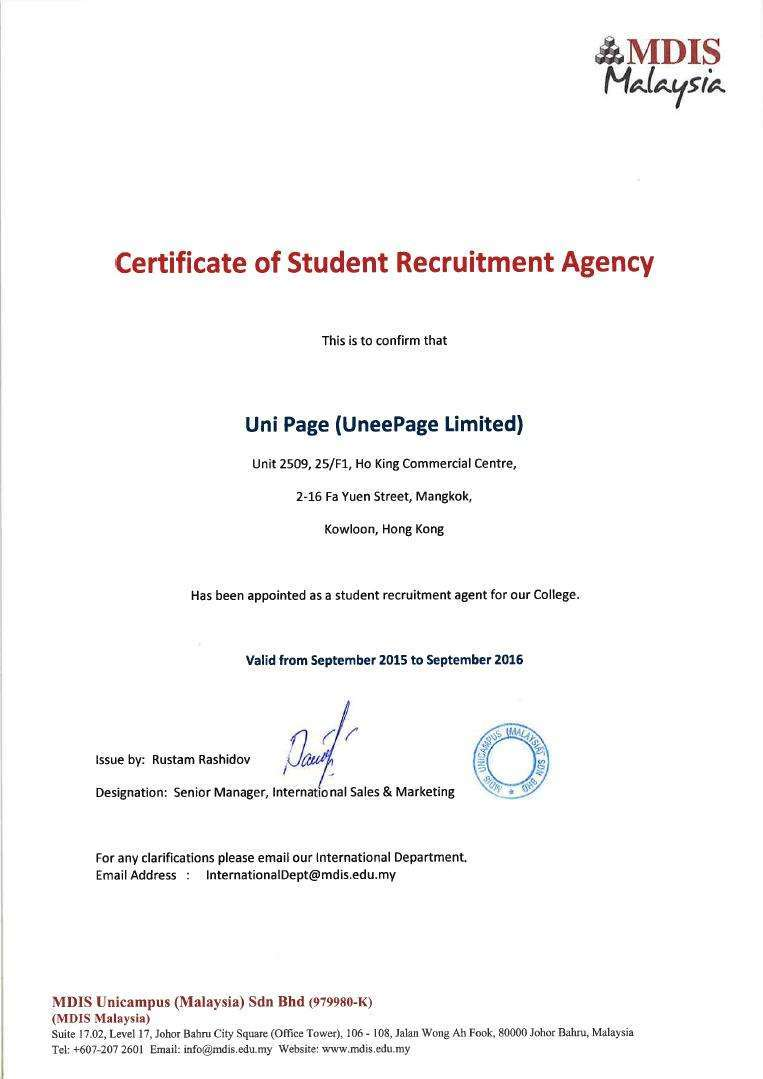 MDIS
Malaysia
Certificate of Student Recruitment Agency
This is to confirm that
Uni Page (UneePage Limited)
Unit 2509, 25/F1, Ho King Commercial Centre,
2-16 Fa Yuen Street, Mangkok,
Kowloon, Hong Kong
Has been appointed as a student recruitment agent for our College.
Valid from September 2015 to September 2016
Issue by: Rustam Rashidov
MDIS UNICAMPUS (MALAYSIA) SDN BHD
Designation: Senior Manager, International Sales & Marketing
For any clarifications please email our International Department.
Email Address : InternationalDept@mdis.edu.my
MDIS Unicampus (Malaysia) Sdn Bhd (979980-K)
(MDIS Malaysia)
Suite 17.02, Level 17, Johor Bahru City Square (Office Tower), 106 - 108, Jalan Wong Ah Fook, 80000 Johor Bahru, Malaysia
Tel: +607-207 2601 Email: info@mdis.edu.my Website: www.mdis.edu.my